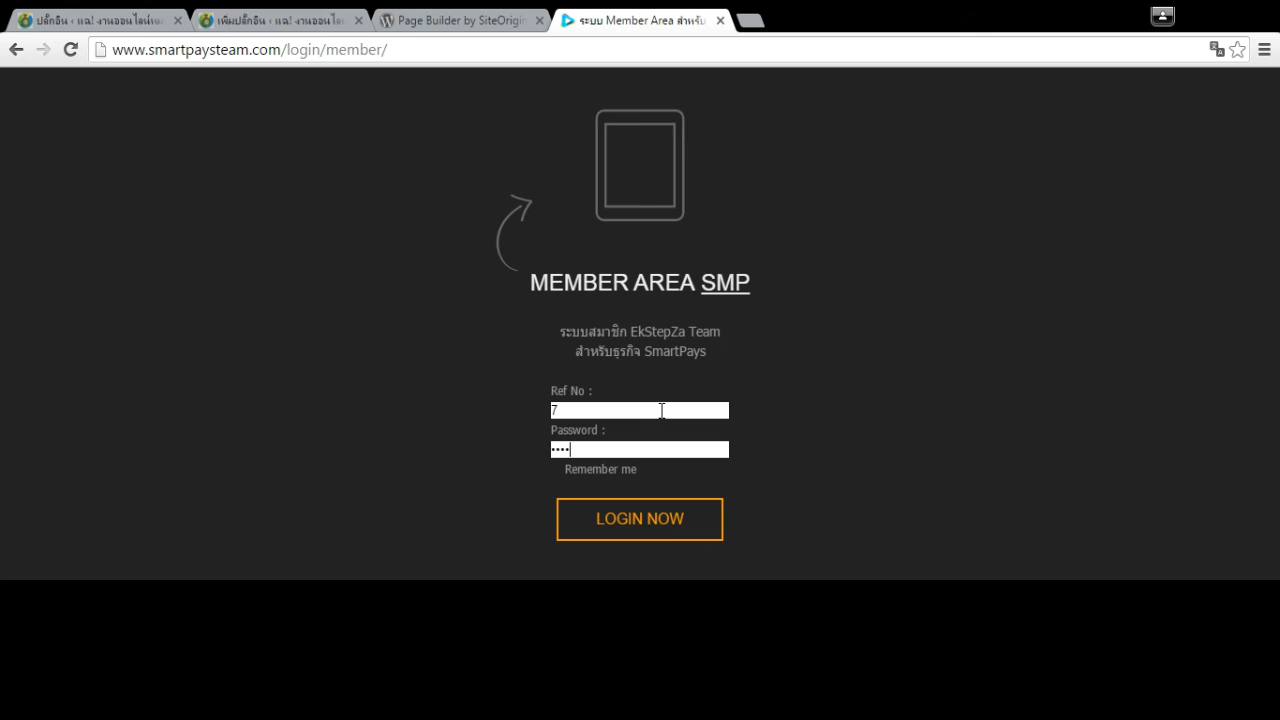 ปลั๊กอิน ‹ แฉ! งานออนไลน์
เพิ่มปลั๊กอิน ‹ แฉ! งานออนไล
Page Builder by SiteOrigin
ระบบ Member Area สำหรับ
www.smartpaysteam.com/login/member/
MEMBER AREA SMP
ระบบสมาชิก EkStepZa Team
สำหรับธุรกิจ SmartPays
Ref No :
7
Password :
••••
Remember me
LOGIN NOW